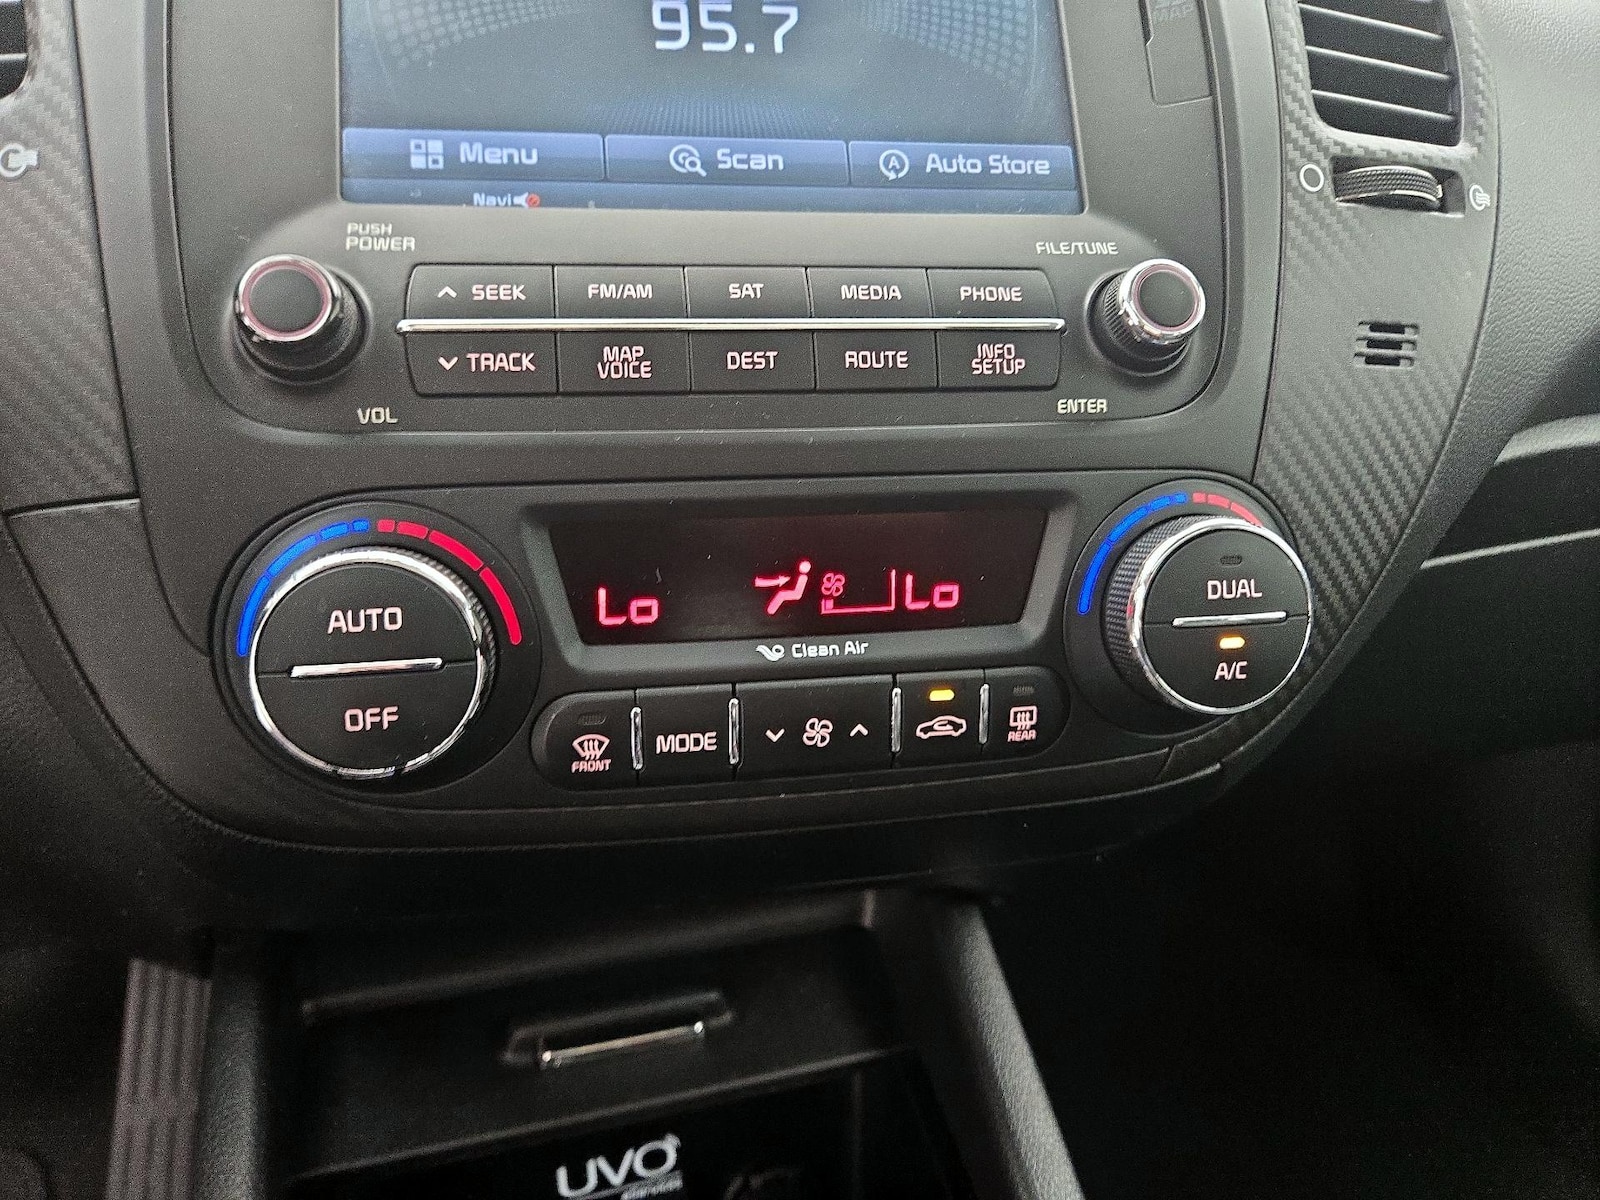 95.7
MAP
Menu Scan Auto Store
Navi
PUSH
POWER
FILE/TUNE
SEEK FM/AM SAT MEDIA PHONE
TRACK MAP VOICE DEST ROUTE INFO SETUP
VOL
ENTER
AUTO
OFF
Lo Lo
Clean Air
DUAL
A/C
FRONT
MODE
REAR
UVO